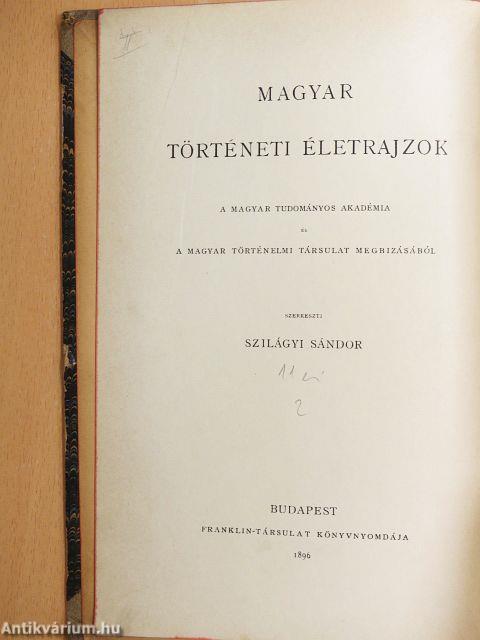 MAGYAR
TÖRTÉNETI ÉLETRAJZOK
A MAGYAR TUDOMÁNYOS AKADÉMIA
ÉS
A MAGYAR TÖRTÉNELMI TÁRSULAT MEGBIZÁSÁBÓL
SZERKESZTI
SZILÁGYI SÁNDOR
11
2
BUDAPEST
FRANKLIN-TÁRSULAT KÖNYVNYOMDÁJA
1896
Antikvárium.hu